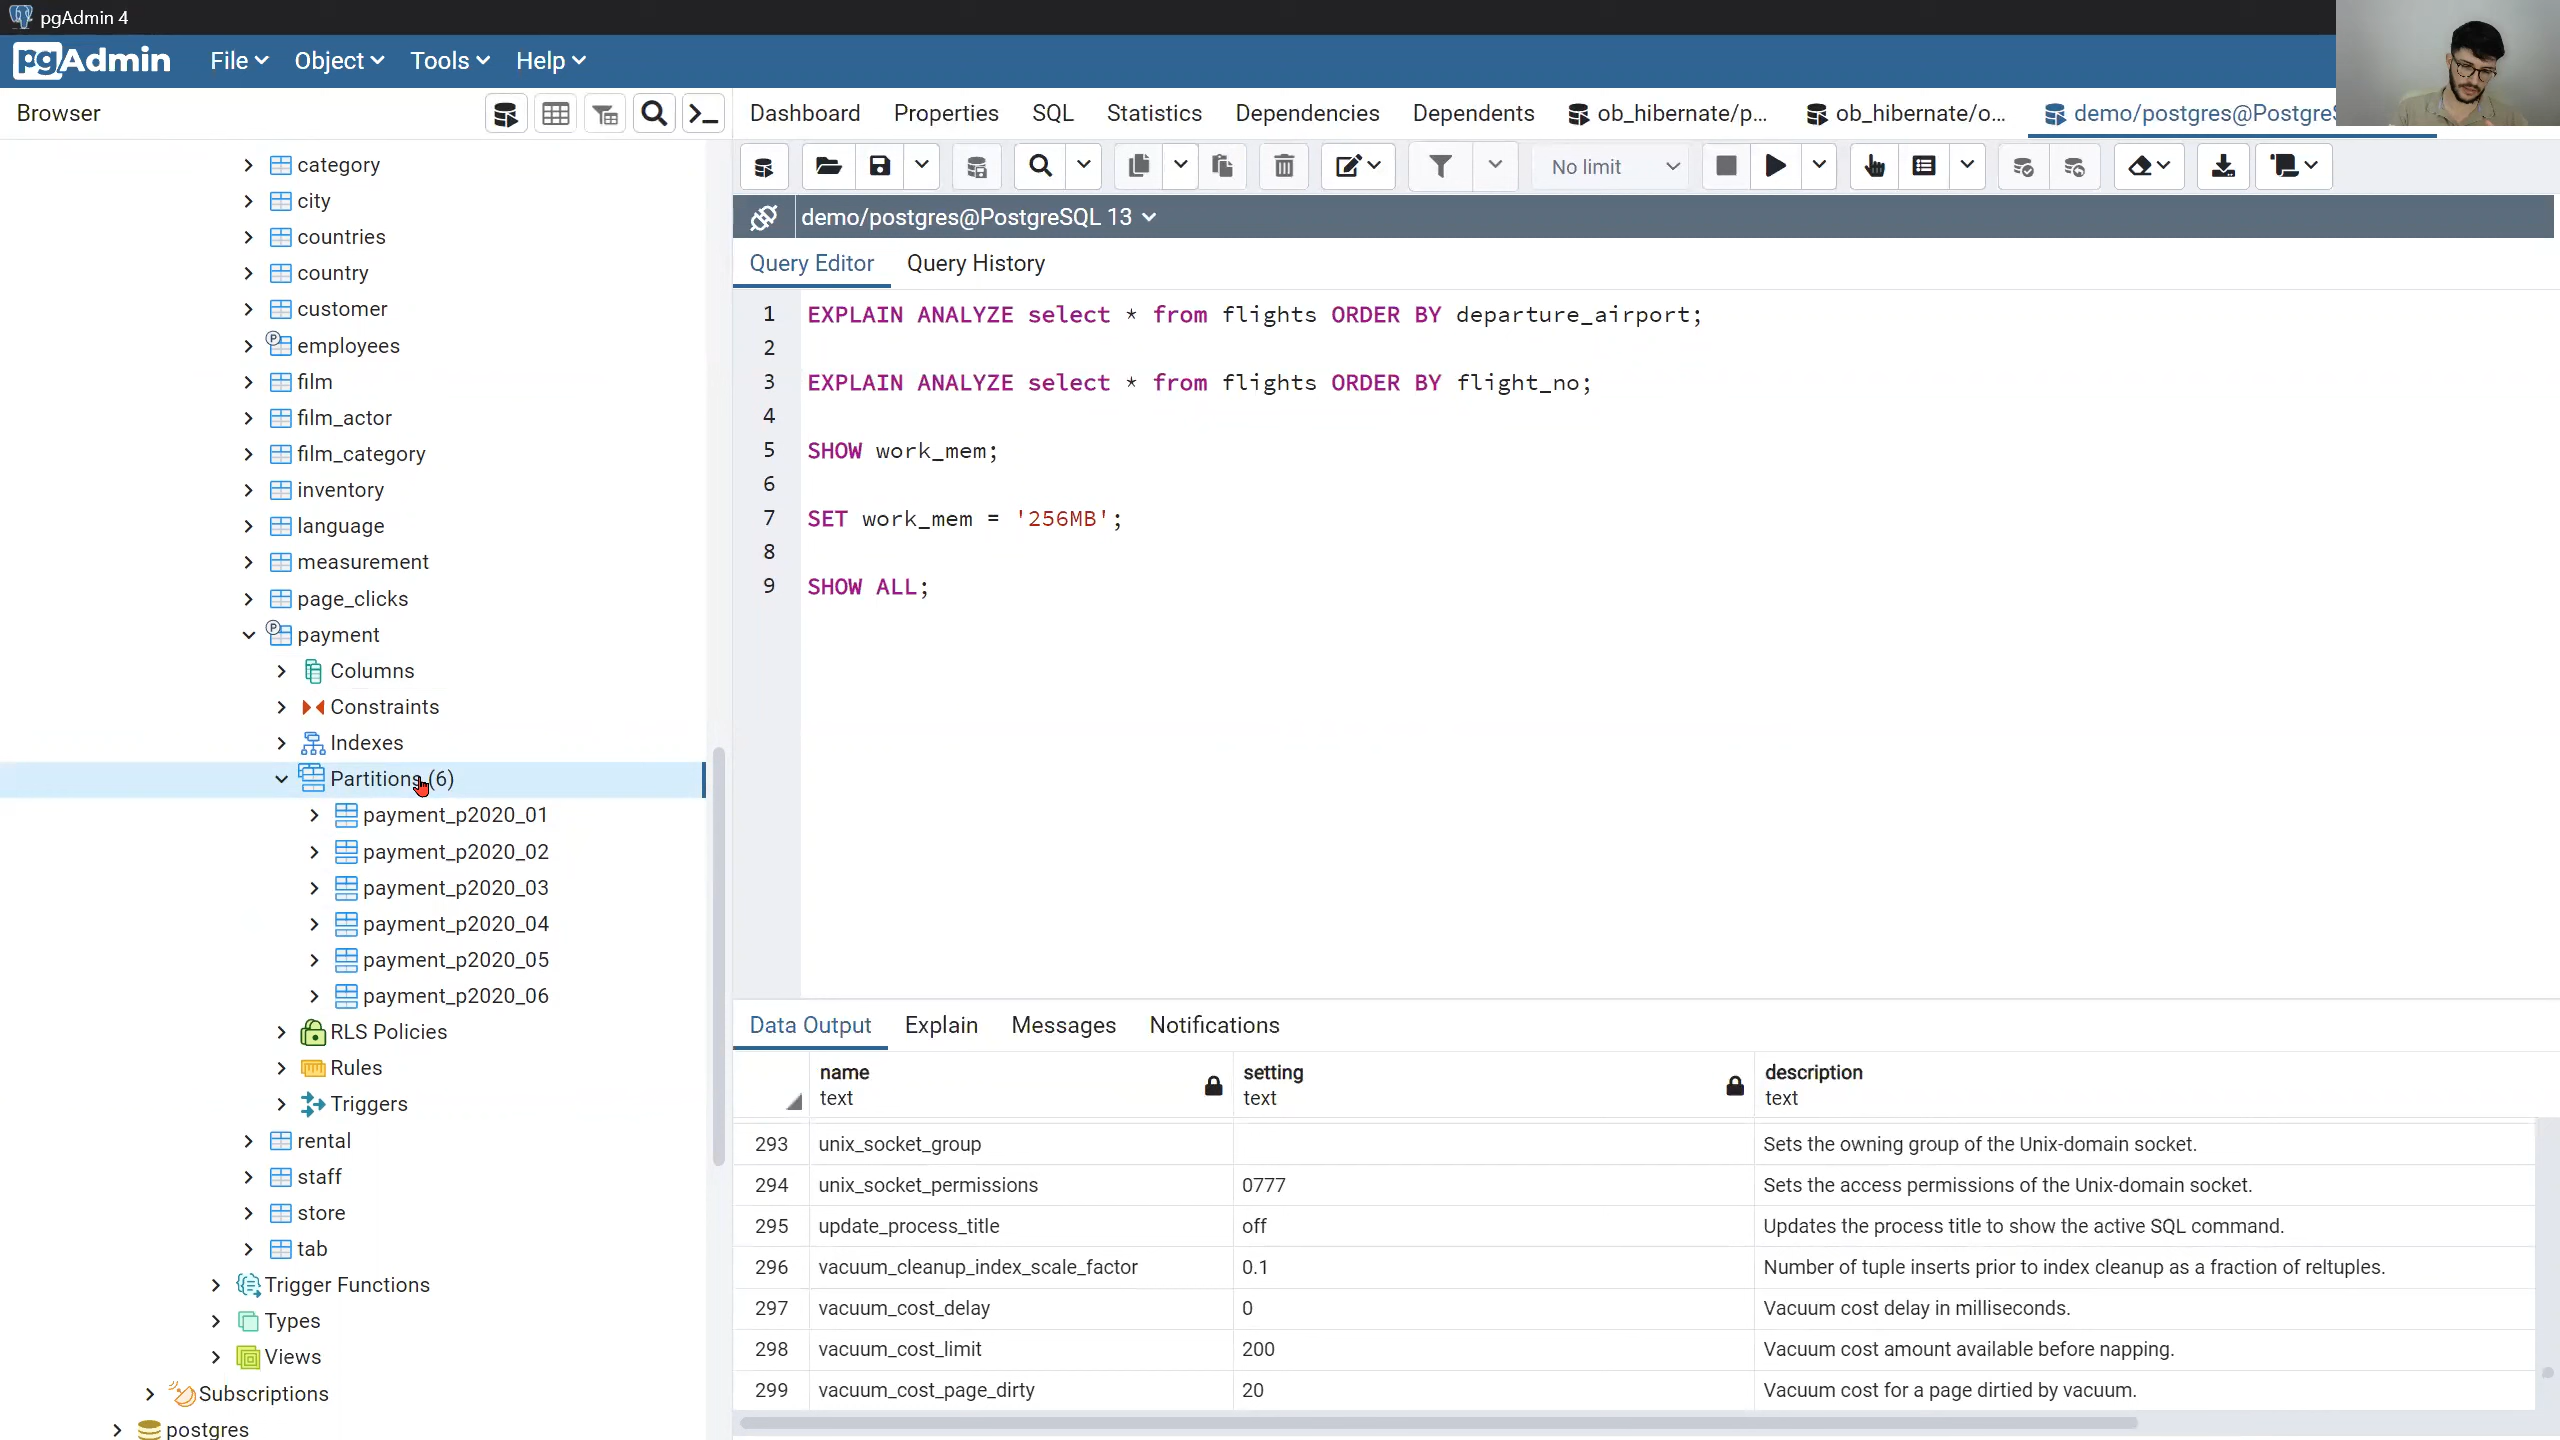 pgAdmin 4
pgAdmin File Object Tools Help
Browser
Dashboard Properties SQL Statistics Dependencies Dependents ob_hibernate/p... ob_hibernate/o... demo/postgres@PostgreS
No limit
demo/postgres@PostgreSQL 13
Query Editor Query History
category
city
countries
country
customer
employees
film
film_actor
film_category
inventory
language
measurement
page_clicks
payment
Columns
Constraints
Indexes
Partitions (6)
payment_p2020_01
payment_p2020_02
payment_p2020_03
payment_p2020_04
payment_p2020_05
payment_p2020_06
RLS Policies
Rules
Triggers
rental
staff
store
tab
Trigger Functions
Types
Views
Subscriptions
postgres
1 EXPLAIN ANALYZE select * from flights ORDER BY departure_airport;
2
3 EXPLAIN ANALYZE select * from flights ORDER BY flight_no;
4
5 SHOW work_mem;
6
7 SET work_mem = '256MB';
8
9 SHOW ALL;
Data Output Explain Messages Notifications
name setting description
text text text
293 unix_socket_group Sets the owning group of the Unix-domain socket.
294 unix_socket_permissions 0777 Sets the access permissions of the Unix-domain socket.
295 update_process_title off Updates the process title to show the active SQL command.
296 vacuum_cleanup_index_scale_factor 0.1 Number of tuple inserts prior to index cleanup as a fraction of reltuples.
297 vacuum_cost_delay 0 Vacuum cost delay in milliseconds.
298 vacuum_cost_limit 200 Vacuum cost amount available before napping.
299 vacuum_cost_page_dirty 20 Vacuum cost for a page dirtied by vacuum.